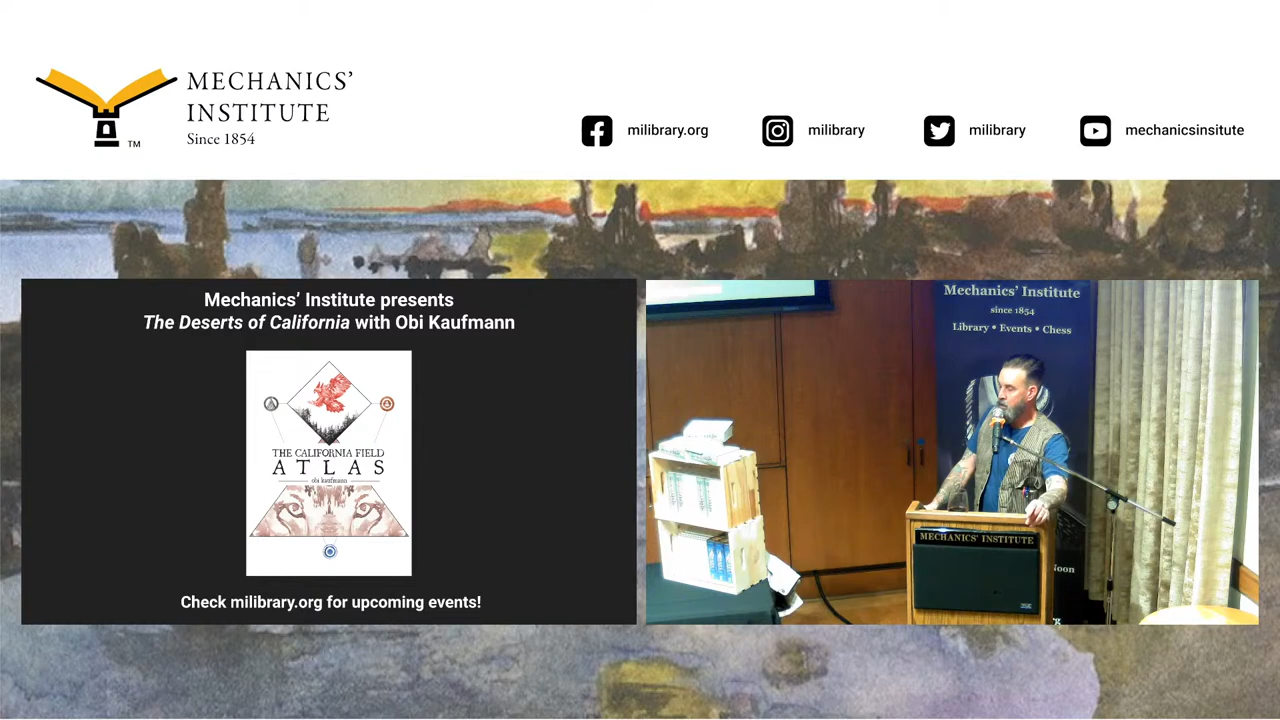 MECHANICS'
INSTITUTE
Since 1854
TM
milibrary.org
milibrary
milibrary
mechanicsinsitute
Mechanics' Institute presents
The Deserts of California with Obi Kaufmann
THE CALIFORNIA FIELD
ATLAS
obi kaufmann
Check milibrary.org for upcoming events!
Mechanics' Institute
since 1854
Library • Events • Chess
MECHANICS' INSTITUTE
Noon